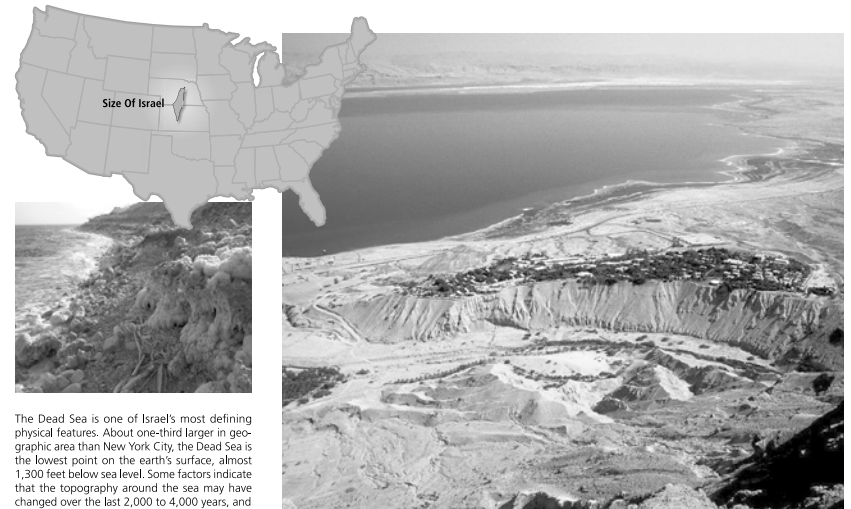 Size Of Israel
The Dead Sea is one of Israel's most defining
physical features. About one-third larger in geo-
graphic area than New York City, the Dead Sea is
the lowest point on the earth's surface, almost
1,300 feet below sea level. Some factors indicate
that the topography around the sea may have
changed over the last 2,000 to 4,000 years, and